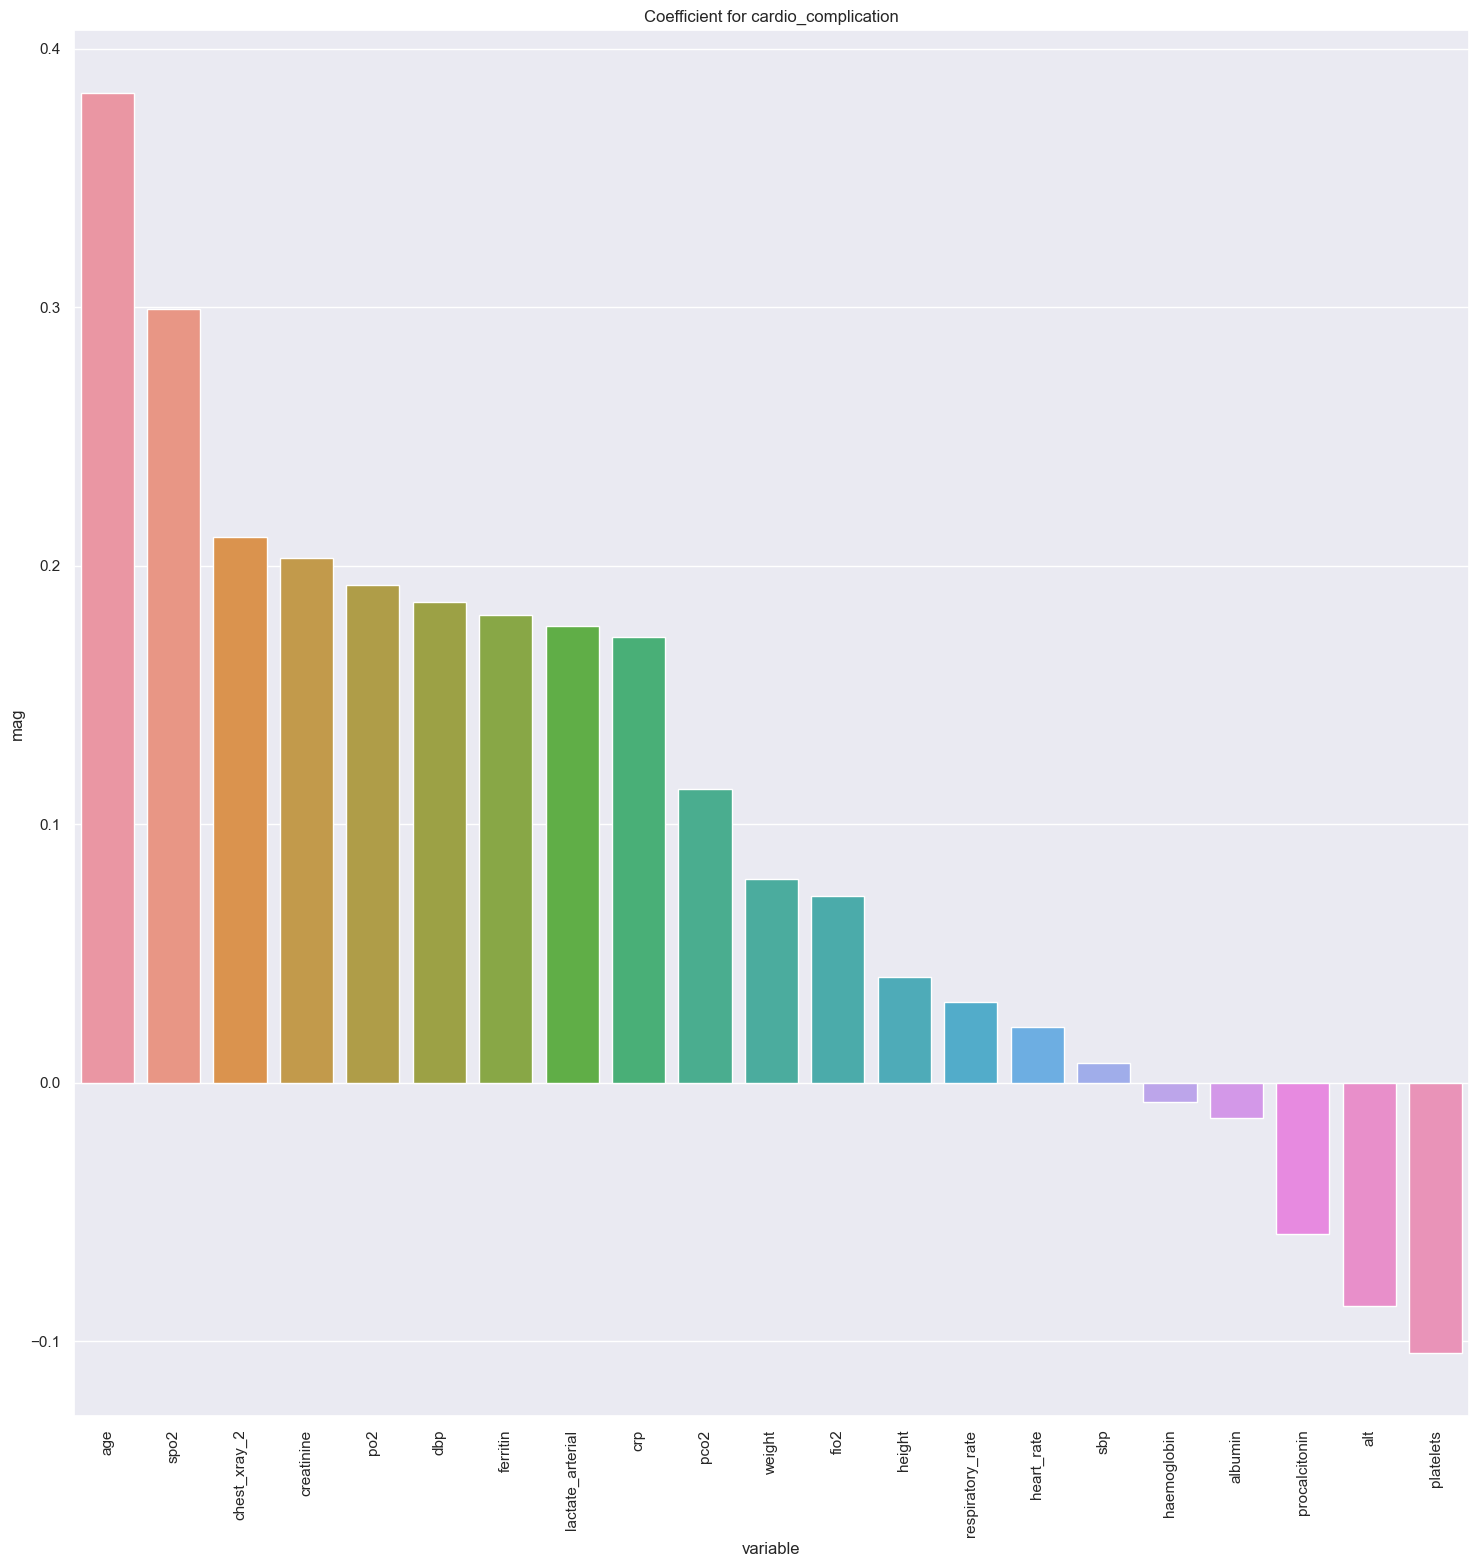 Coefficient for cardio_complication
0.4
0.3
0.2
0.1
0.0
−0.1
mag
age
spo2
chest_xray_2
creatinine
po2
dbp
ferritin
lactate_arterial
crp
pco2
weight
fio2
height
respiratory_rate
heart_rate
sbp
haemoglobin
albumin
procalcitonin
alt
platelets
variable